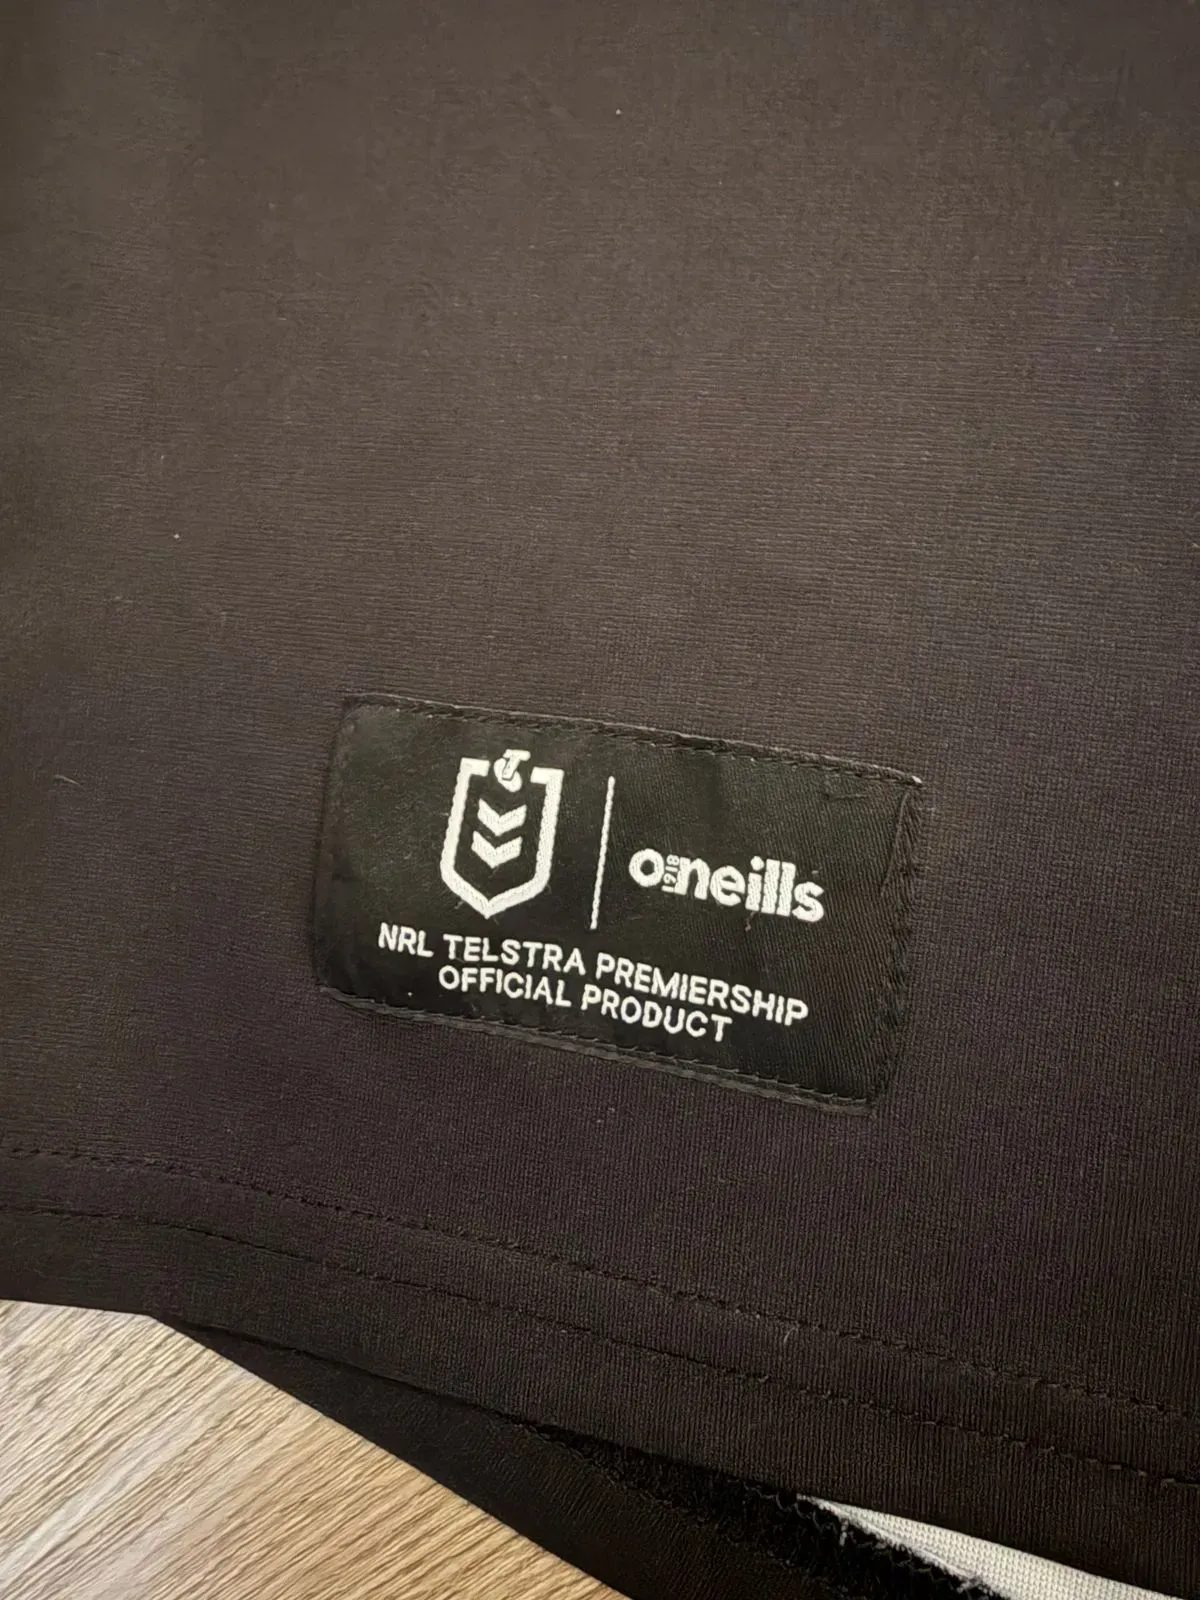 T
o1918neills
NRL TELSTRA PREMIERSHIP
OFFICIAL PRODUCT